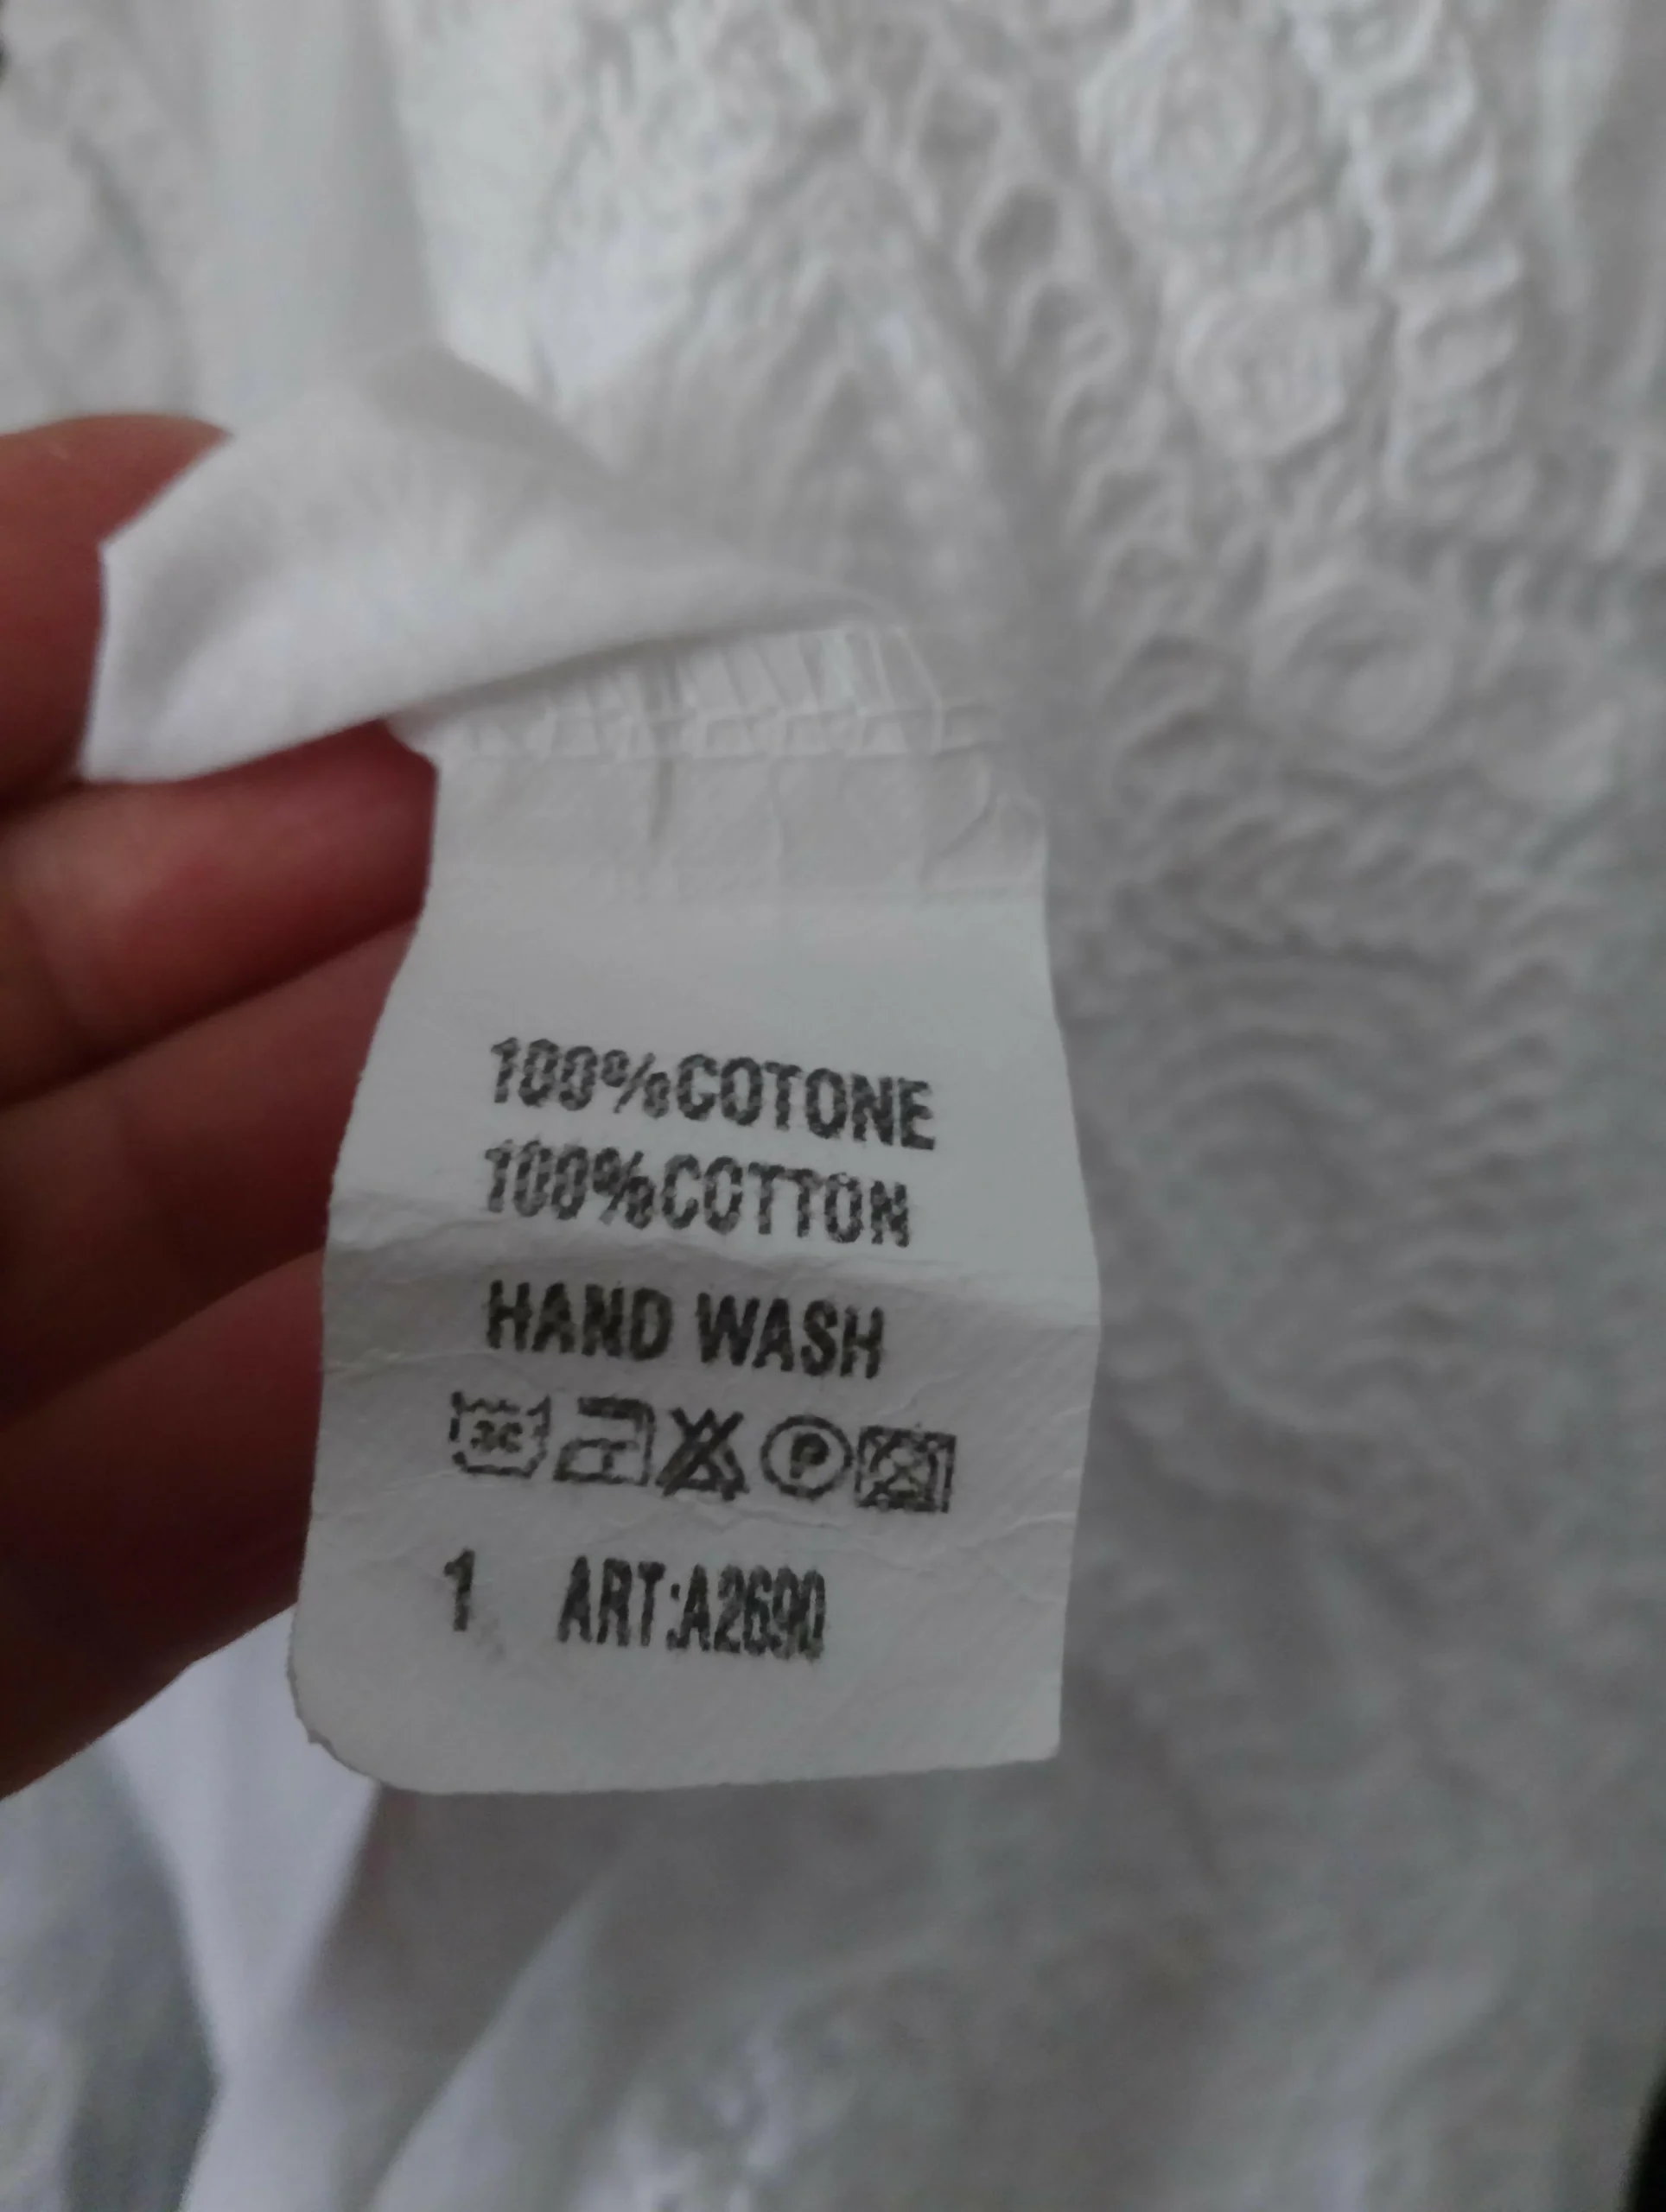 100%COTONE
100%COTTON
HAND WASH
P
1 ART:A2690